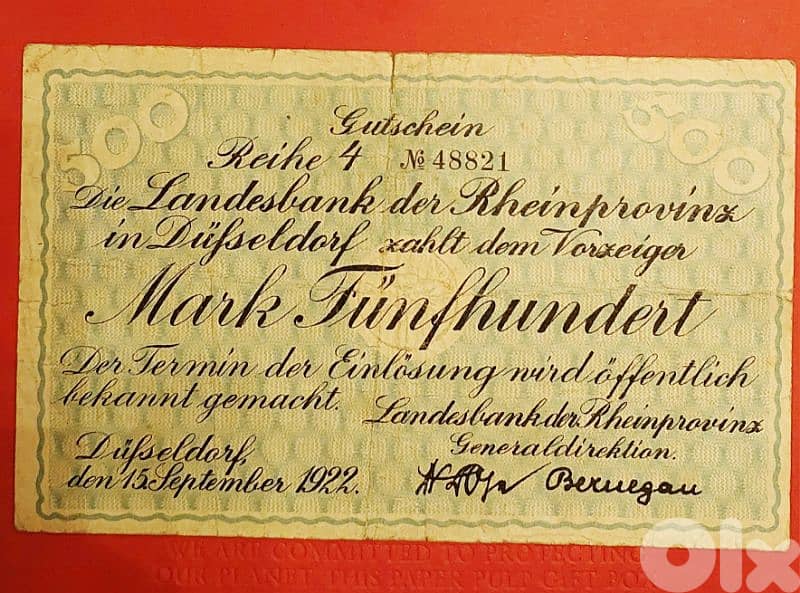 500
500
Gutschein
Reihe 4 № 48821
Die Landesbank der Rheinprovinz
in Düsseldorf zahlt dem Vorzeiger
Mark Fünfhundert
Der Termin der Einlösung wird öffentlich
bekannt gemacht.
Landesbank der Rheinprovinz
Generaldirektion.
Düsseldorf,
den 15. September 1922.
Bernegau
WE ARE COMMITTED TO PROTECTING
OUR PLANET. THIS PAPER PULP GIFT BO
OLX